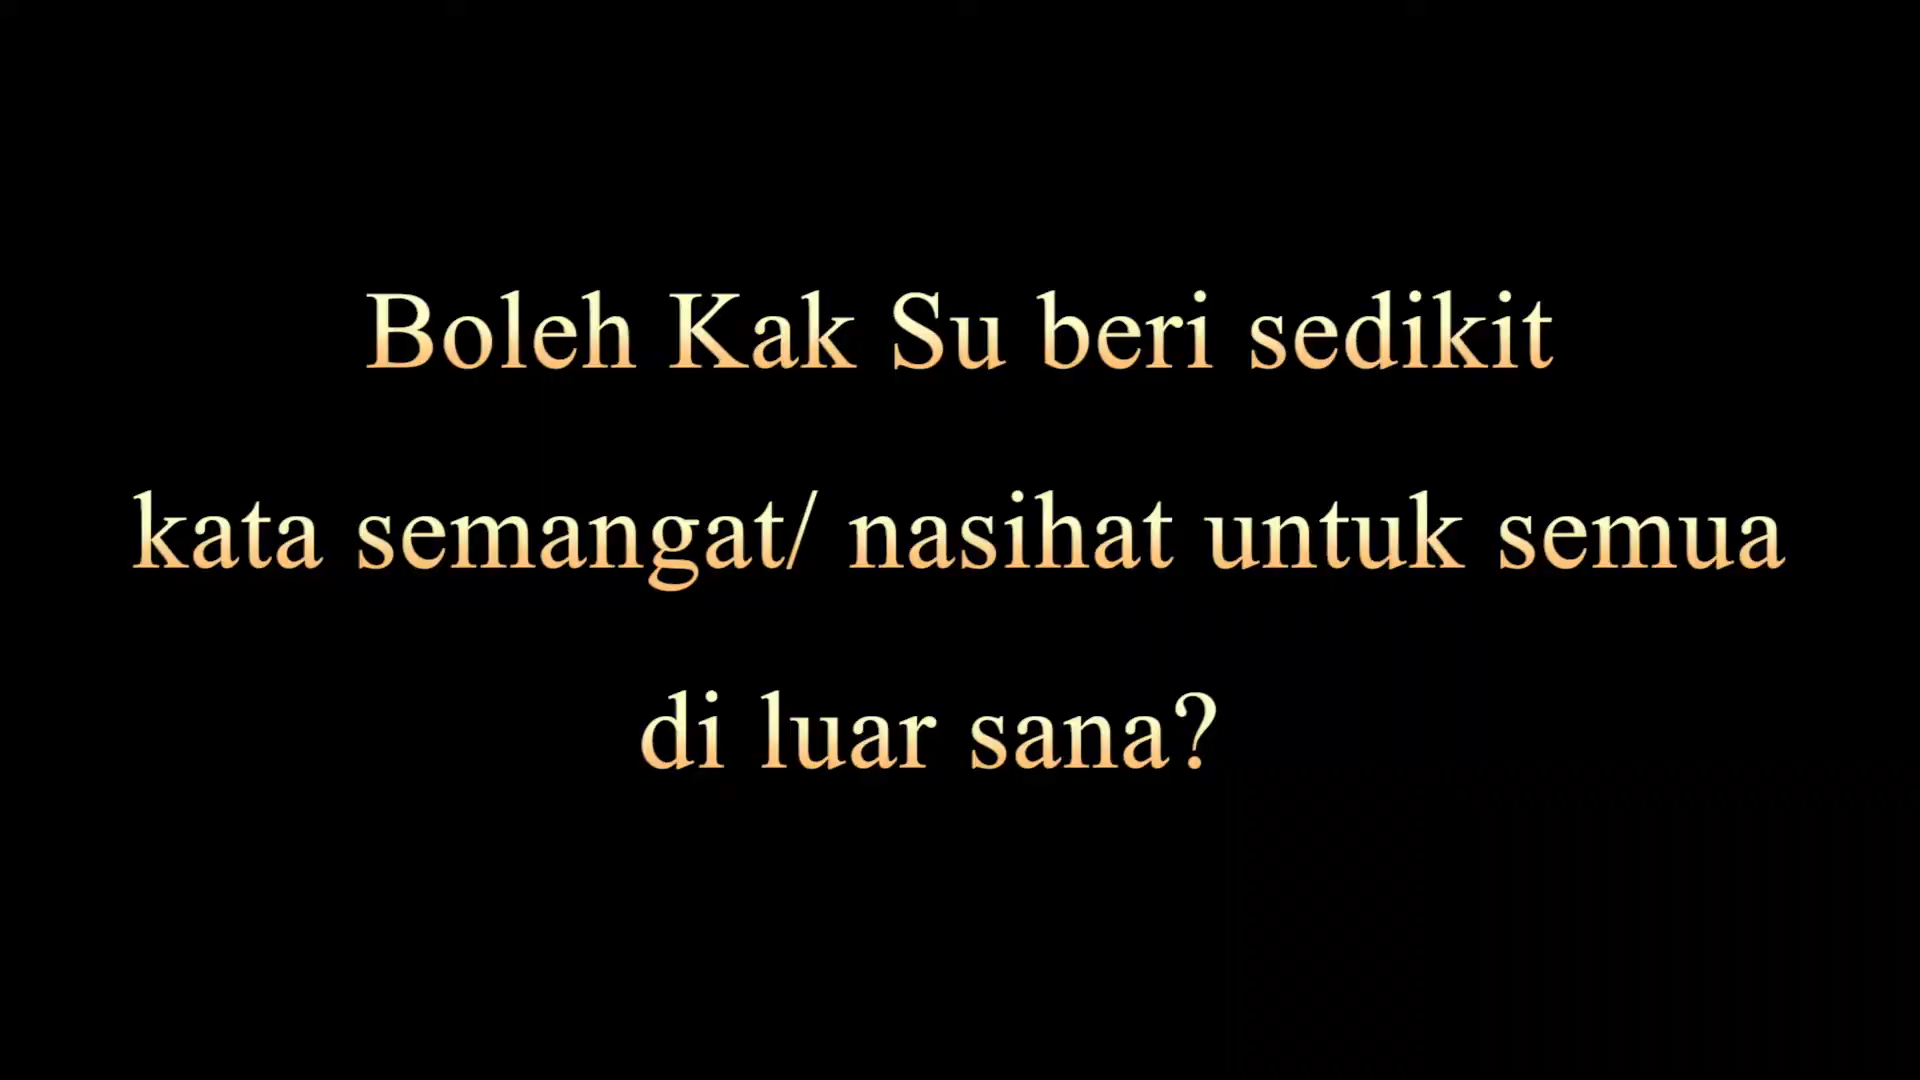 Boleh Kak Su beri sedikit
kata semangat/ nasihat untuk semua
di luar sana?